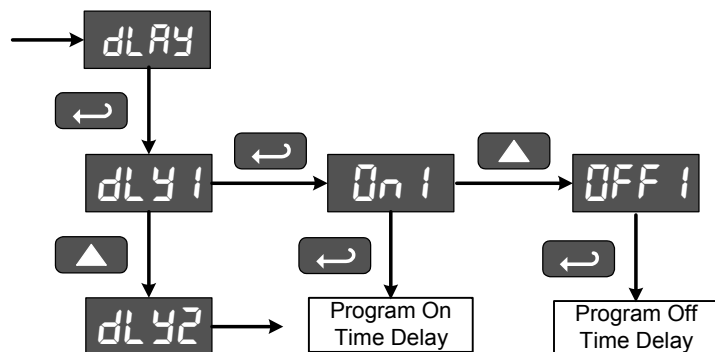 dLAY
dLY1
On1
OFF1
dLY2
Program On
Time Delay
Program Off
Time Delay